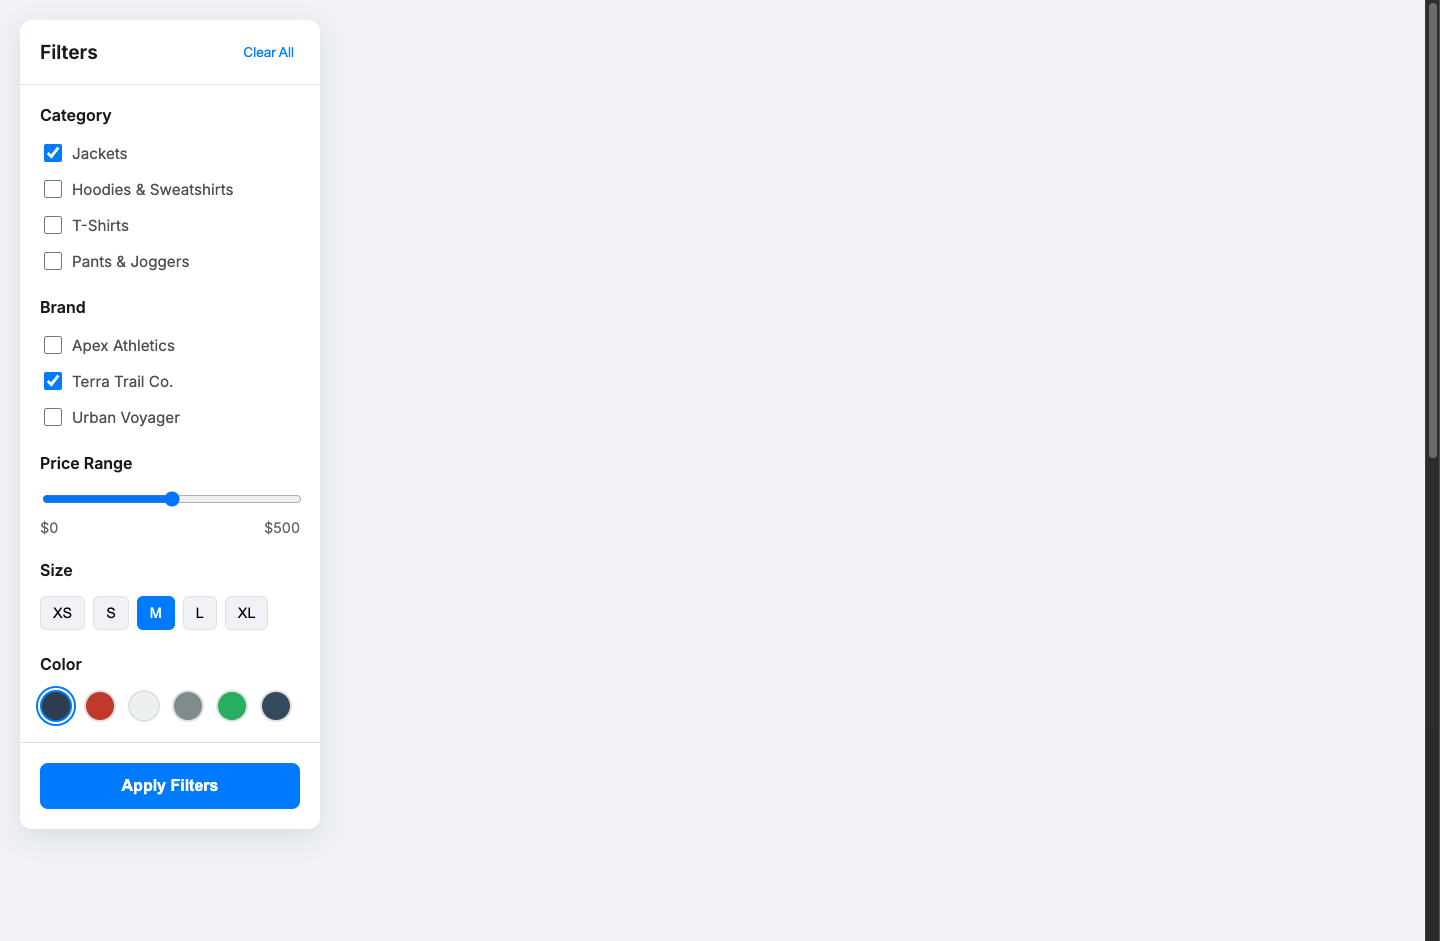 Filters
Clear All
Category
Jackets
Hoodies & Sweatshirts
T-Shirts
Pants & Joggers
Brand
Apex Athletics
Terra Trail Co.
Urban Voyager
Price Range
$0 $500
Size
XS S M L XL
Color
Apply Filters